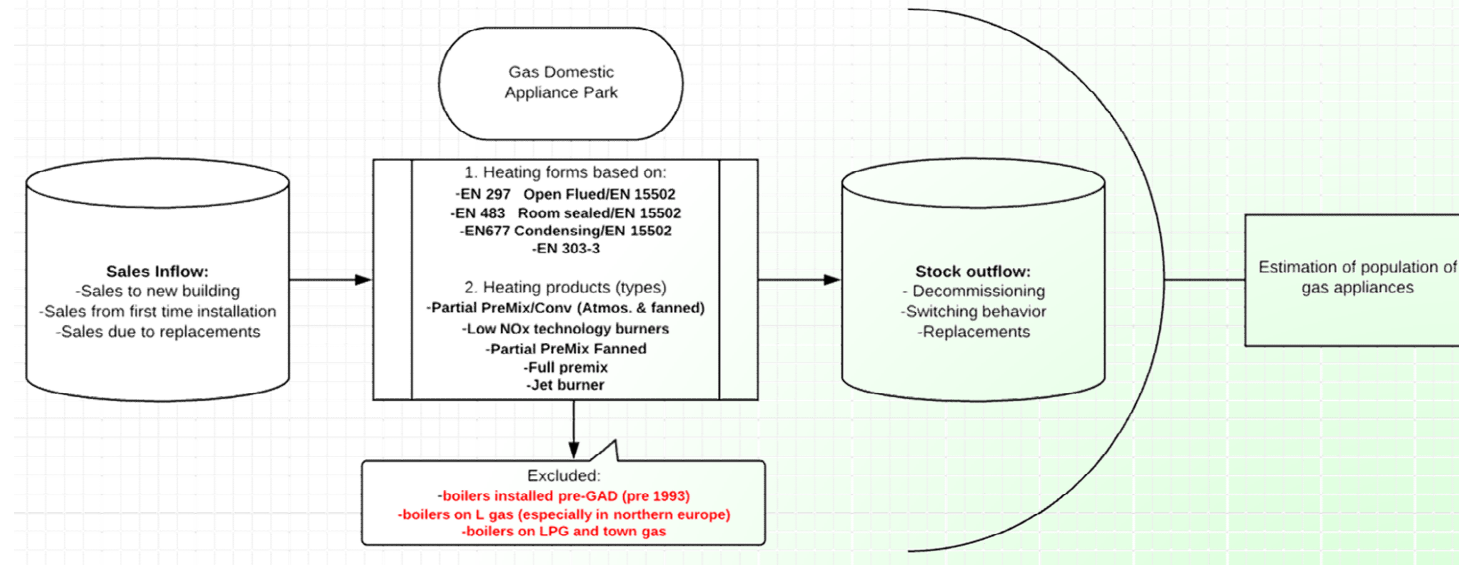 Gas Domestic
Appliance Park
Sales Inflow:
-Sales to new building
-Sales from first time installation
-Sales due to replacements
1. Heating forms based on:
-EN 297 Open Flued/EN 15502
-EN 483 Room sealed/EN 15502
-EN677 Condensing/EN 15502
-EN 303-3
2. Heating products (types)
-Partial PreMix/Conv (Atmos. & fanned)
-Low NOx technology burners
-Partial PreMix Fanned
-Full premix
-Jet burner
Excluded:
-boilers installed pre-GAD (pre 1993)
-boilers on L gas (especially in northern europe)
-boilers on LPG and town gas
Stock outflow:
- Decommissioning
-Switching behavior
-Replacements
Estimation of population of
gas appliances